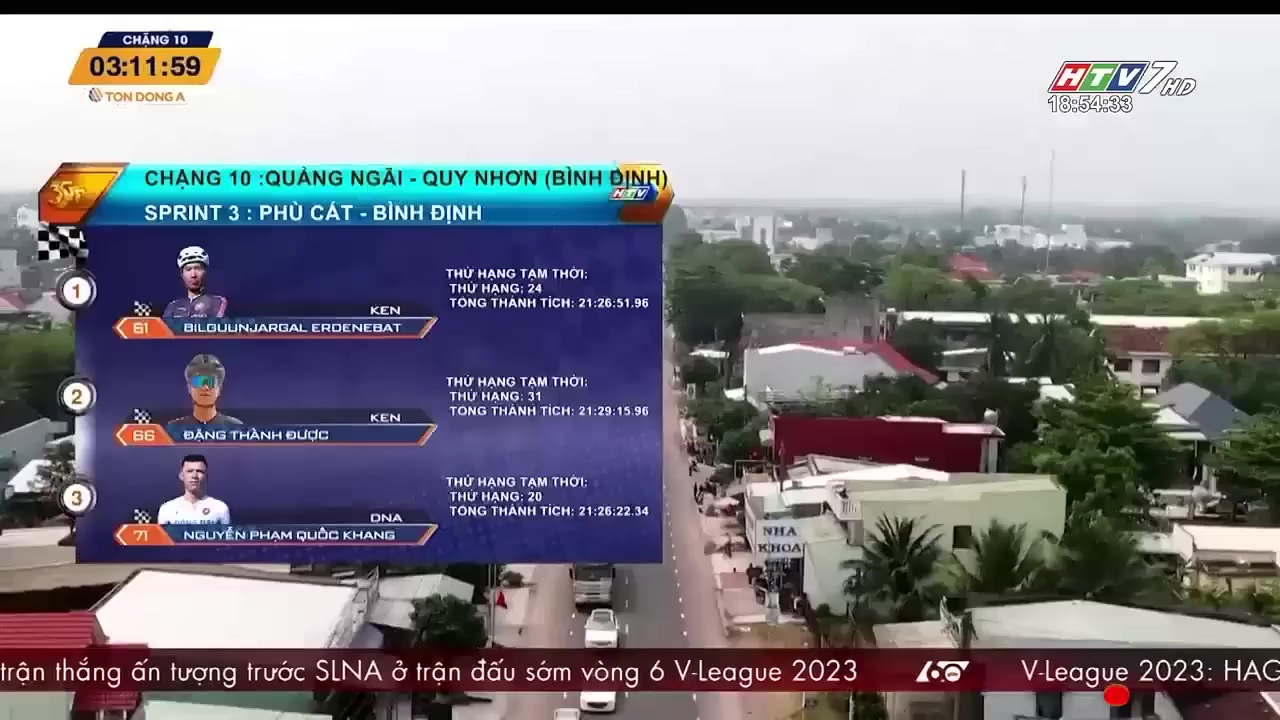 CHẶNG 10
03:11:59
TON DONG A
HTV7 HD
18:54:33
CHẶNG 10 :QUẢNG NGÃI - QUY NHƠN (BÌNH ĐỊNH)
HTV
SPRINT 3 : PHÙ CÁT - BÌNH ĐỊNH
1
KEN
61 BILGUUNJARGAL ERDENEBAT
THỨ HẠNG TẠM THỜI:
THỨ HẠNG: 24
TỔNG THÀNH TÍCH: 21:26:51.96
2
KEN
66 ĐẶNG THÀNH ĐƯỢC
THỨ HẠNG TẠM THỜI:
THỨ HẠNG: 31
TỔNG THÀNH TÍCH: 21:29:15.96
3
DNA
71 NGUYỄN PHẠM QUỐC KHANG
THỨ HẠNG TẠM THỜI:
THỨ HẠNG: 20
TỔNG THÀNH TÍCH: 21:26:22.34
NHA
KHOA
trận thắng ấn tượng trước SLNA ở trận đấu sớm vòng 6 V-League 2023 60 V-League 2023: HAG